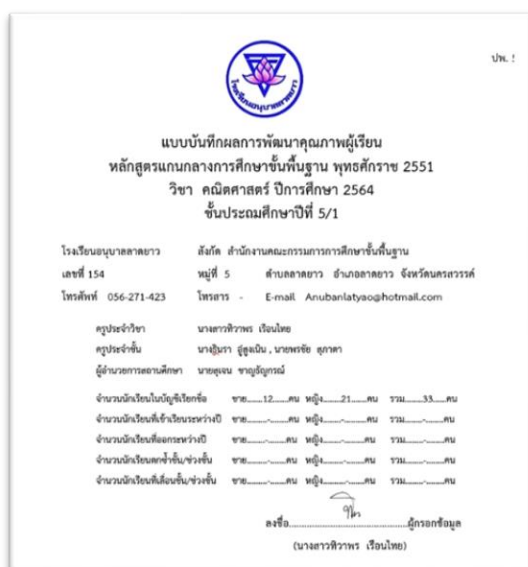 ปพ. 5
โรงเรียนอนุบาลลาดยาว
แบบบันทึกผลการพัฒนาคุณภาพผู้เรียน
หลักสูตรแกนกลางการศึกษาขั้นพื้นฐาน พุทธศักราช 2551
วิชา คณิตศาสตร์ ปีการศึกษา 2564
ชั้นประถมศึกษาปีที่ 5/1
โรงเรียนอนุบาลลาดยาว สังกัด สำนักงานคณะกรรมการการศึกษาขั้นพื้นฐาน
เลขที่ 154 หมู่ที่ 5 ตำบลลาดยาว อำเภอลาดยาว จังหวัดนครสวรรค์
โทรศัพท์ 056-271-423 โทรสาร - E-mail Anubanlatyao@hotmail.com
ครูประจำวิชา นางสาวทิวาพร เรือนไทย
ครูประจำชั้น อู่สูงเนิน , นายพรชัย สุภาดา
ผู้อำนวยการสถานศึกษา นายสุเจน ชาญธัญกรณ์
จำนวนนักเรียนในบัญชีเรียกชื่อ ชาย.......12.......คน หญิง.......21.......คน รวม.......33.......คน
จำนวนนักเรียนที่เข้าเรียนระหว่างปี ชาย.........-.........คน หญิง.........-.........คน รวม.........-.........คน
จำนวนนักเรียนที่ออกระหว่างปี ชาย.........-.........คน หญิง.........-.........คน รวม.........-.........คน
จำนวนนักเรียนตกซ้ำชั้น/ช่วงชั้น ชาย.........-.........คน หญิง.........-.........คน รวม.........-.........คน
จำนวนนักเรียนที่เลื่อนชั้น/ช่วงชั้น ชาย.........-.........คน หญิง.........-.........คน รวม.........-.........คน
ลงชื่อ..................................................ผู้กรอกข้อมูล
(นางสาวทิวาพร เรือนไทย)